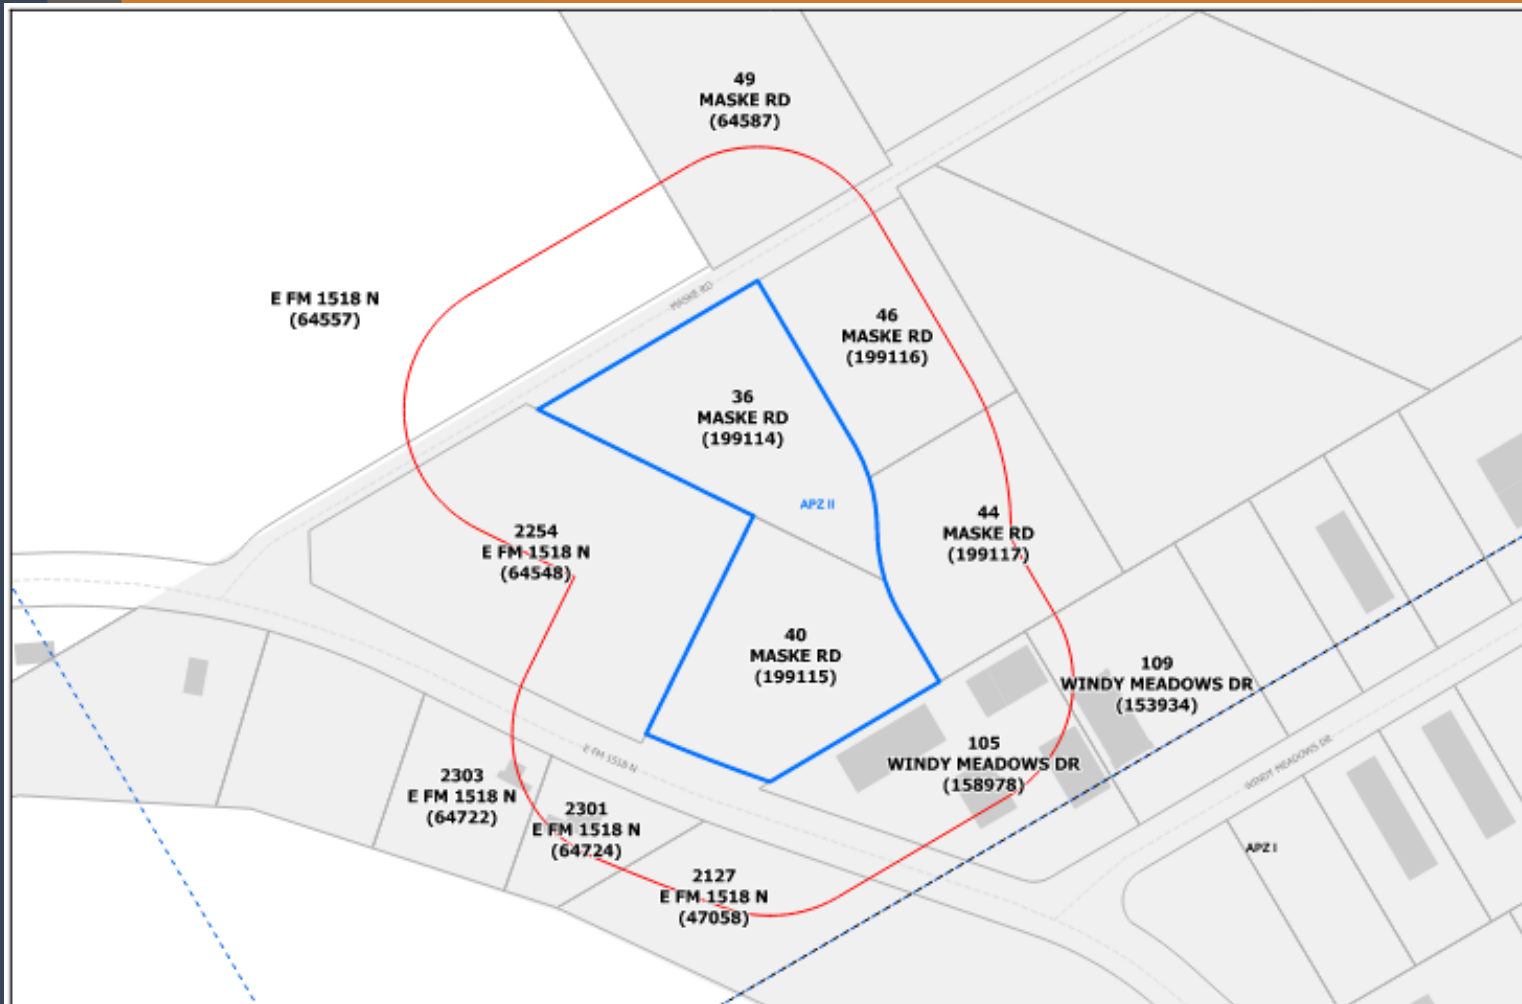 49
MASKE RD
(64587)
E FM 1518 N
(64557)
MASKE RD
46
MASKE RD
(199116)
36
MASKE RD
(199114)
APZ II
44
MASKE RD
(199117)
2254
E FM 1518 N
(64548)
40
MASKE RD
(199115)
109
WINDY MEADOWS DR
(153934)
105
WINDY MEADOWS DR
(158978)
E FM 1518 N
WINDY MEADOWS DR
2303
E FM 1518 N
(64722)
2301
E FM 1518 N
(64724)
APZ I
2127
E FM 1518 N
(47058)